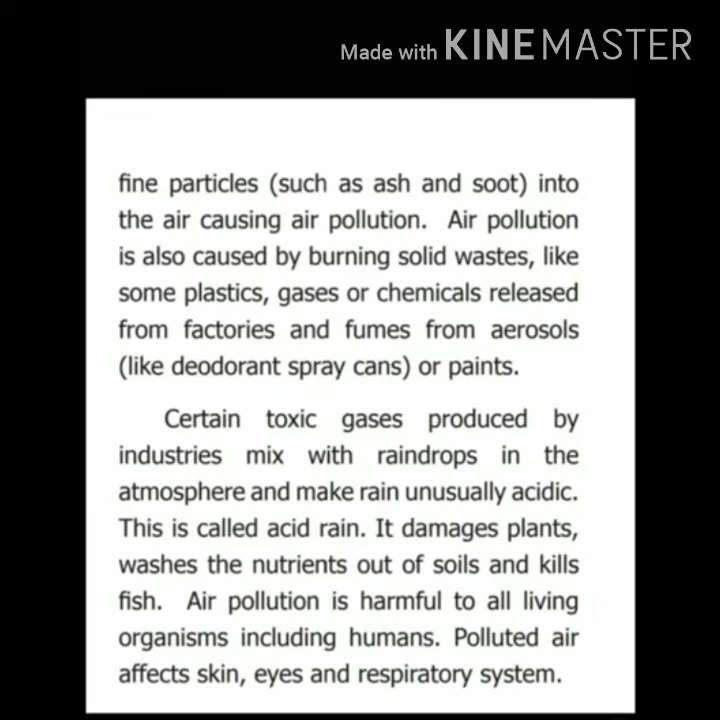 Made with KINEMASTER
fine particles (such as ash and soot) into
the air causing air pollution. Air pollution
is also caused by burning solid wastes, like
some plastics, gases or chemicals released
from factories and fumes from aerosols
(like deodorant spray cans) or paints.
Certain toxic gases produced by
industries mix with raindrops in the
atmosphere and make rain unusually acidic.
This is called acid rain. It damages plants,
washes the nutrients out of soils and kills
fish. Air pollution is harmful to all living
organisms including humans. Polluted air
affects skin, eyes and respiratory system.